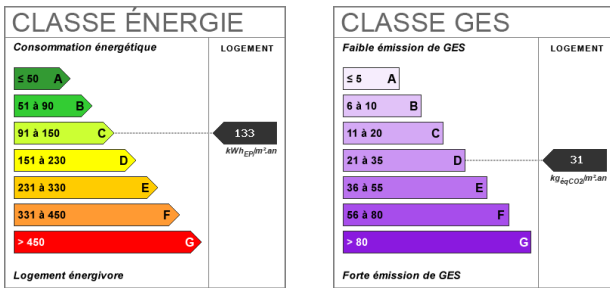 CLASSE ÉNERGIE
Consommation énergétique
LOGEMENT
≤ 50 A
51 à 90 B
91 à 150 C
133
kWhEP/m².an
151 à 230 D
231 à 330 E
331 à 450 F
> 450 G
Logement énergivore
CLASSE GES
Faible émission de GES
LOGEMENT
≤ 5 A
6 à 10 B
11 à 20 C
21 à 35 D
31
kgéqCO2/m².an
36 à 55 E
56 à 80 F
> 80 G
Forte émission de GES